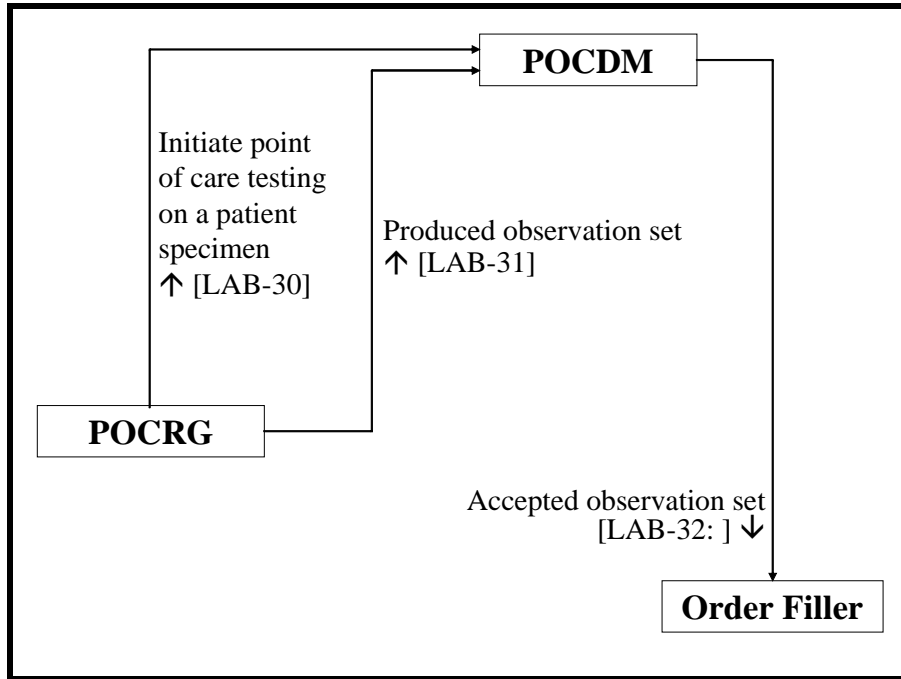 POCDM
Initiate point
of care testing
on a patient
specimen
↑ [LAB-30]
Produced observation set
↑ [LAB-31]
POCRG
Accepted observation set
[LAB-32: ] ↓
Order Filler